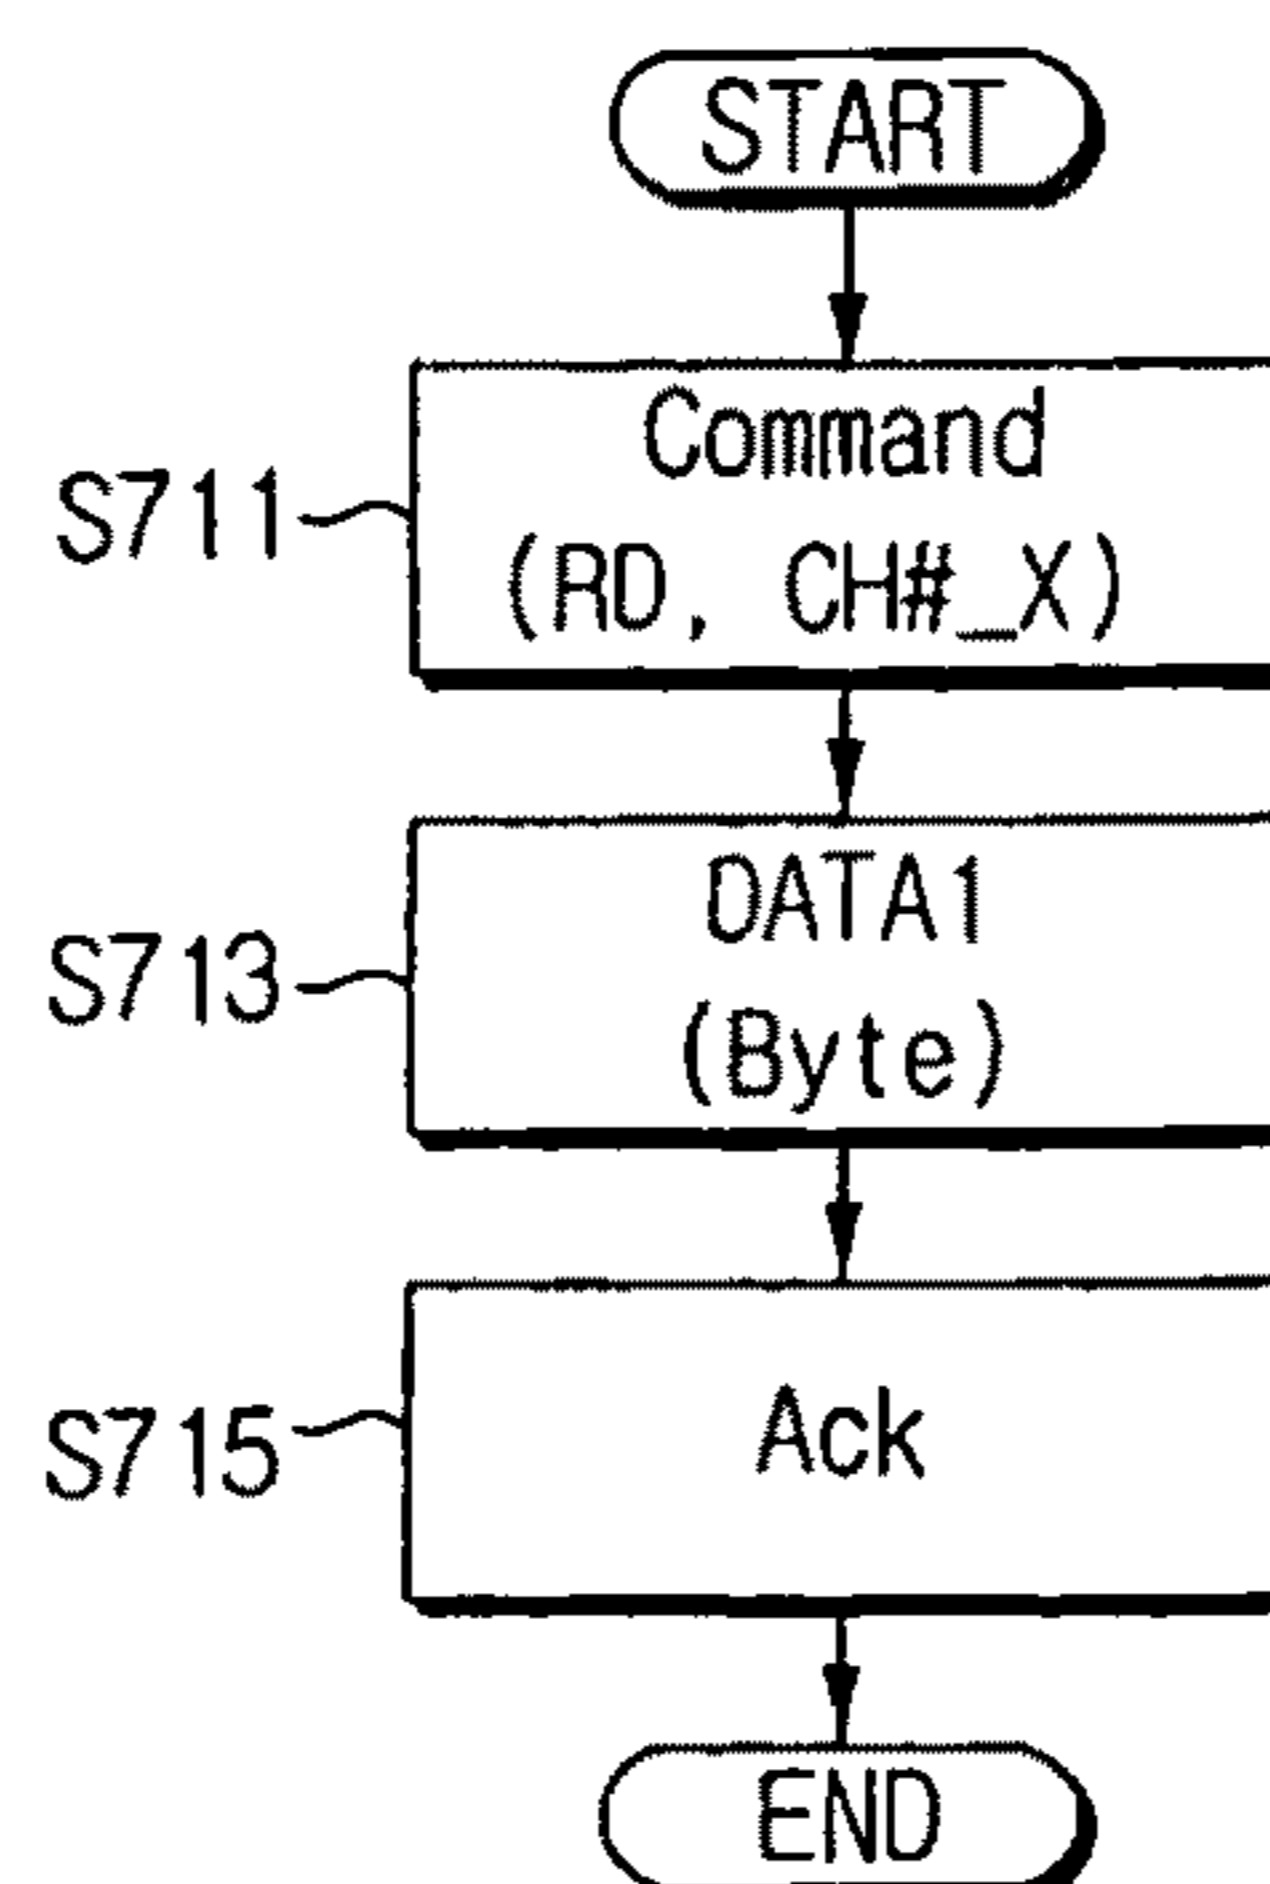 START
Command
S711
(RD, CH#_X)
DATA1
S713
(Byte)
Ack
S715
END